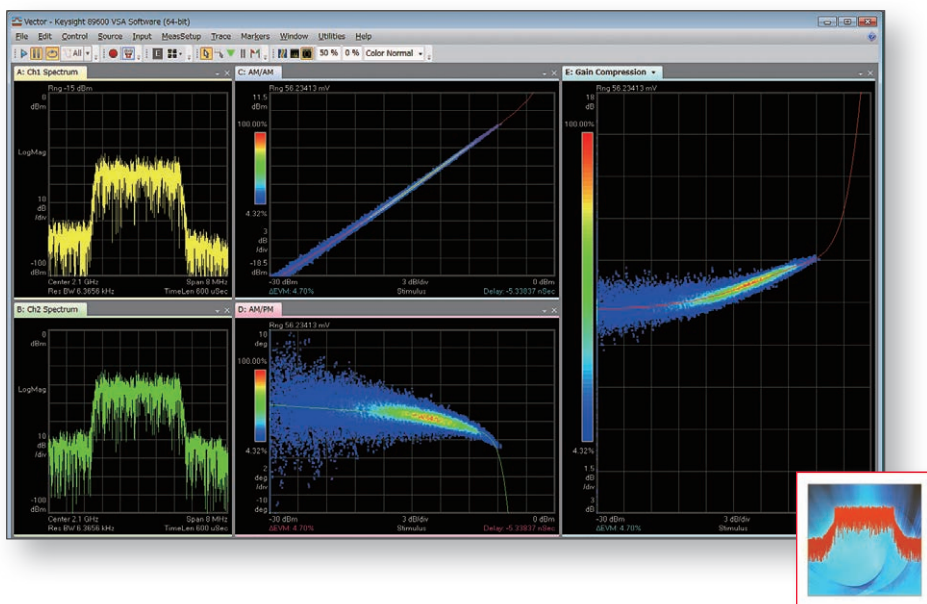 Vector - Keysight 89600 VSA Software (64-bit)
File Edit Control Source Input MeasSetup Trace Markers Window Utilities Help
All 50 % 0 % Color Normal
A: Ch1 Spectrum
Rng -15 dBm
0
dBm
LogMag
10
dB
/div
-100
dBm
Center 2.1 GHz Span 8 MHz
Res BW 6.3656 kHz TimeLen 600 uSec
B: Ch2 Spectrum
0
dBm
LogMag
10
dB
/div
-100
dBm
Center 2.1 GHz Span 8 MHz
Res BW 6.3656 kHz TimeLen 600 uSec
C: AM/AM
Rng 56.23413 mV
11.5
dBm
100.00%
4.32%
3
dB
/div
-18.5
dBm
-30 dBm 3 dB/div 0 dBm
ΔEVM: 4.70% Stimulus Delay: -5.33837 nSec
D: AM/PM
Rng 56.23413 mV
10
deg
100.00%
4.32%
2
deg
/div
-10
deg
-30 dBm 3 dB/div 0 dBm
ΔEVM: 4.70% Stimulus Delay: -5.33837 nSec
E: Gain Compression
Rng 56.23413 mV
18
dB
100.00%
4.32%
1.5
dB
/div
3
dB
-30 dBm 3 dB/div
ΔEVM: 4.70% Stimulus